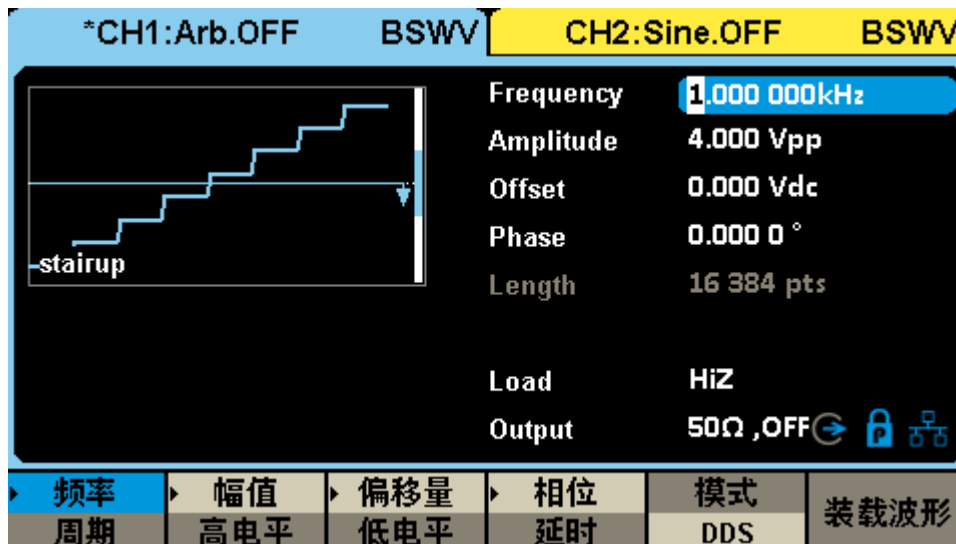 *CH1:Arb.OFF BSWV CH2:Sine.OFF BSWV
stairup
Frequency 1.000 000kHz
Amplitude 4.000 Vpp
Offset 0.000 Vdc
Phase 0.000 0 °
Length 16 384 pts
Load HiZ
Output 50Ω ,OFF P
频率 幅值 偏移量 相位 模式 装载波形
周期 高电平 低电平 延时 DDS